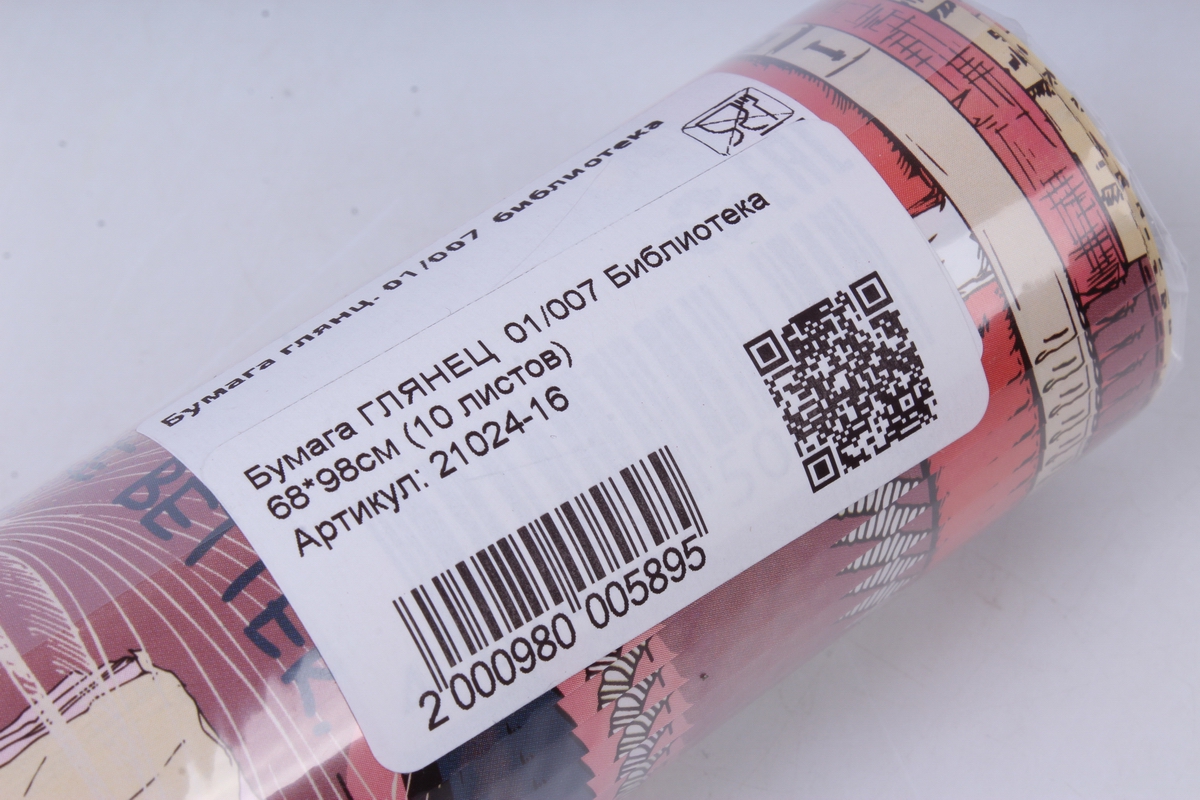 Бумага глянц. 01/007 библиотека
Бумага ГЛЯНЕЦ 01/007 Библиотека
68*98см (10 листов)
Артикул: 21024-16
2 000980 005895